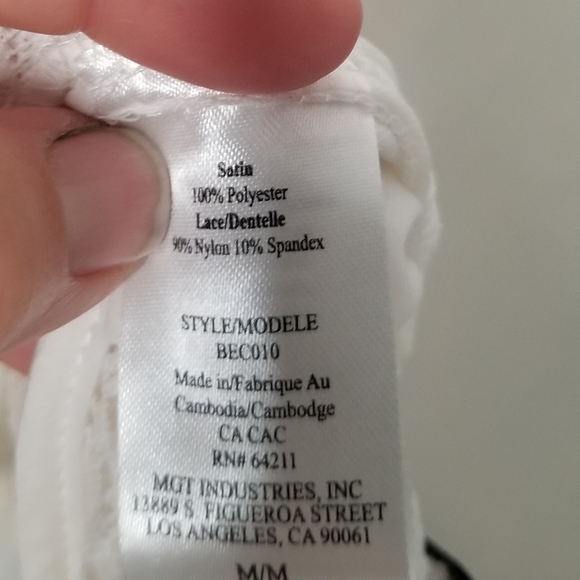 Satin
100% Polyester
Lace/Dentelle
90% Nylon 10% Spandex
STYLE/MODELE
BEC010
Made in/Fabrique Au
Cambodia/Cambodge
CA CAC
RN# 64211
MGT INDUSTRIES, INC
13889 S. FIGUEROA STREET
LOS ANGELES, CA 90061
M/M